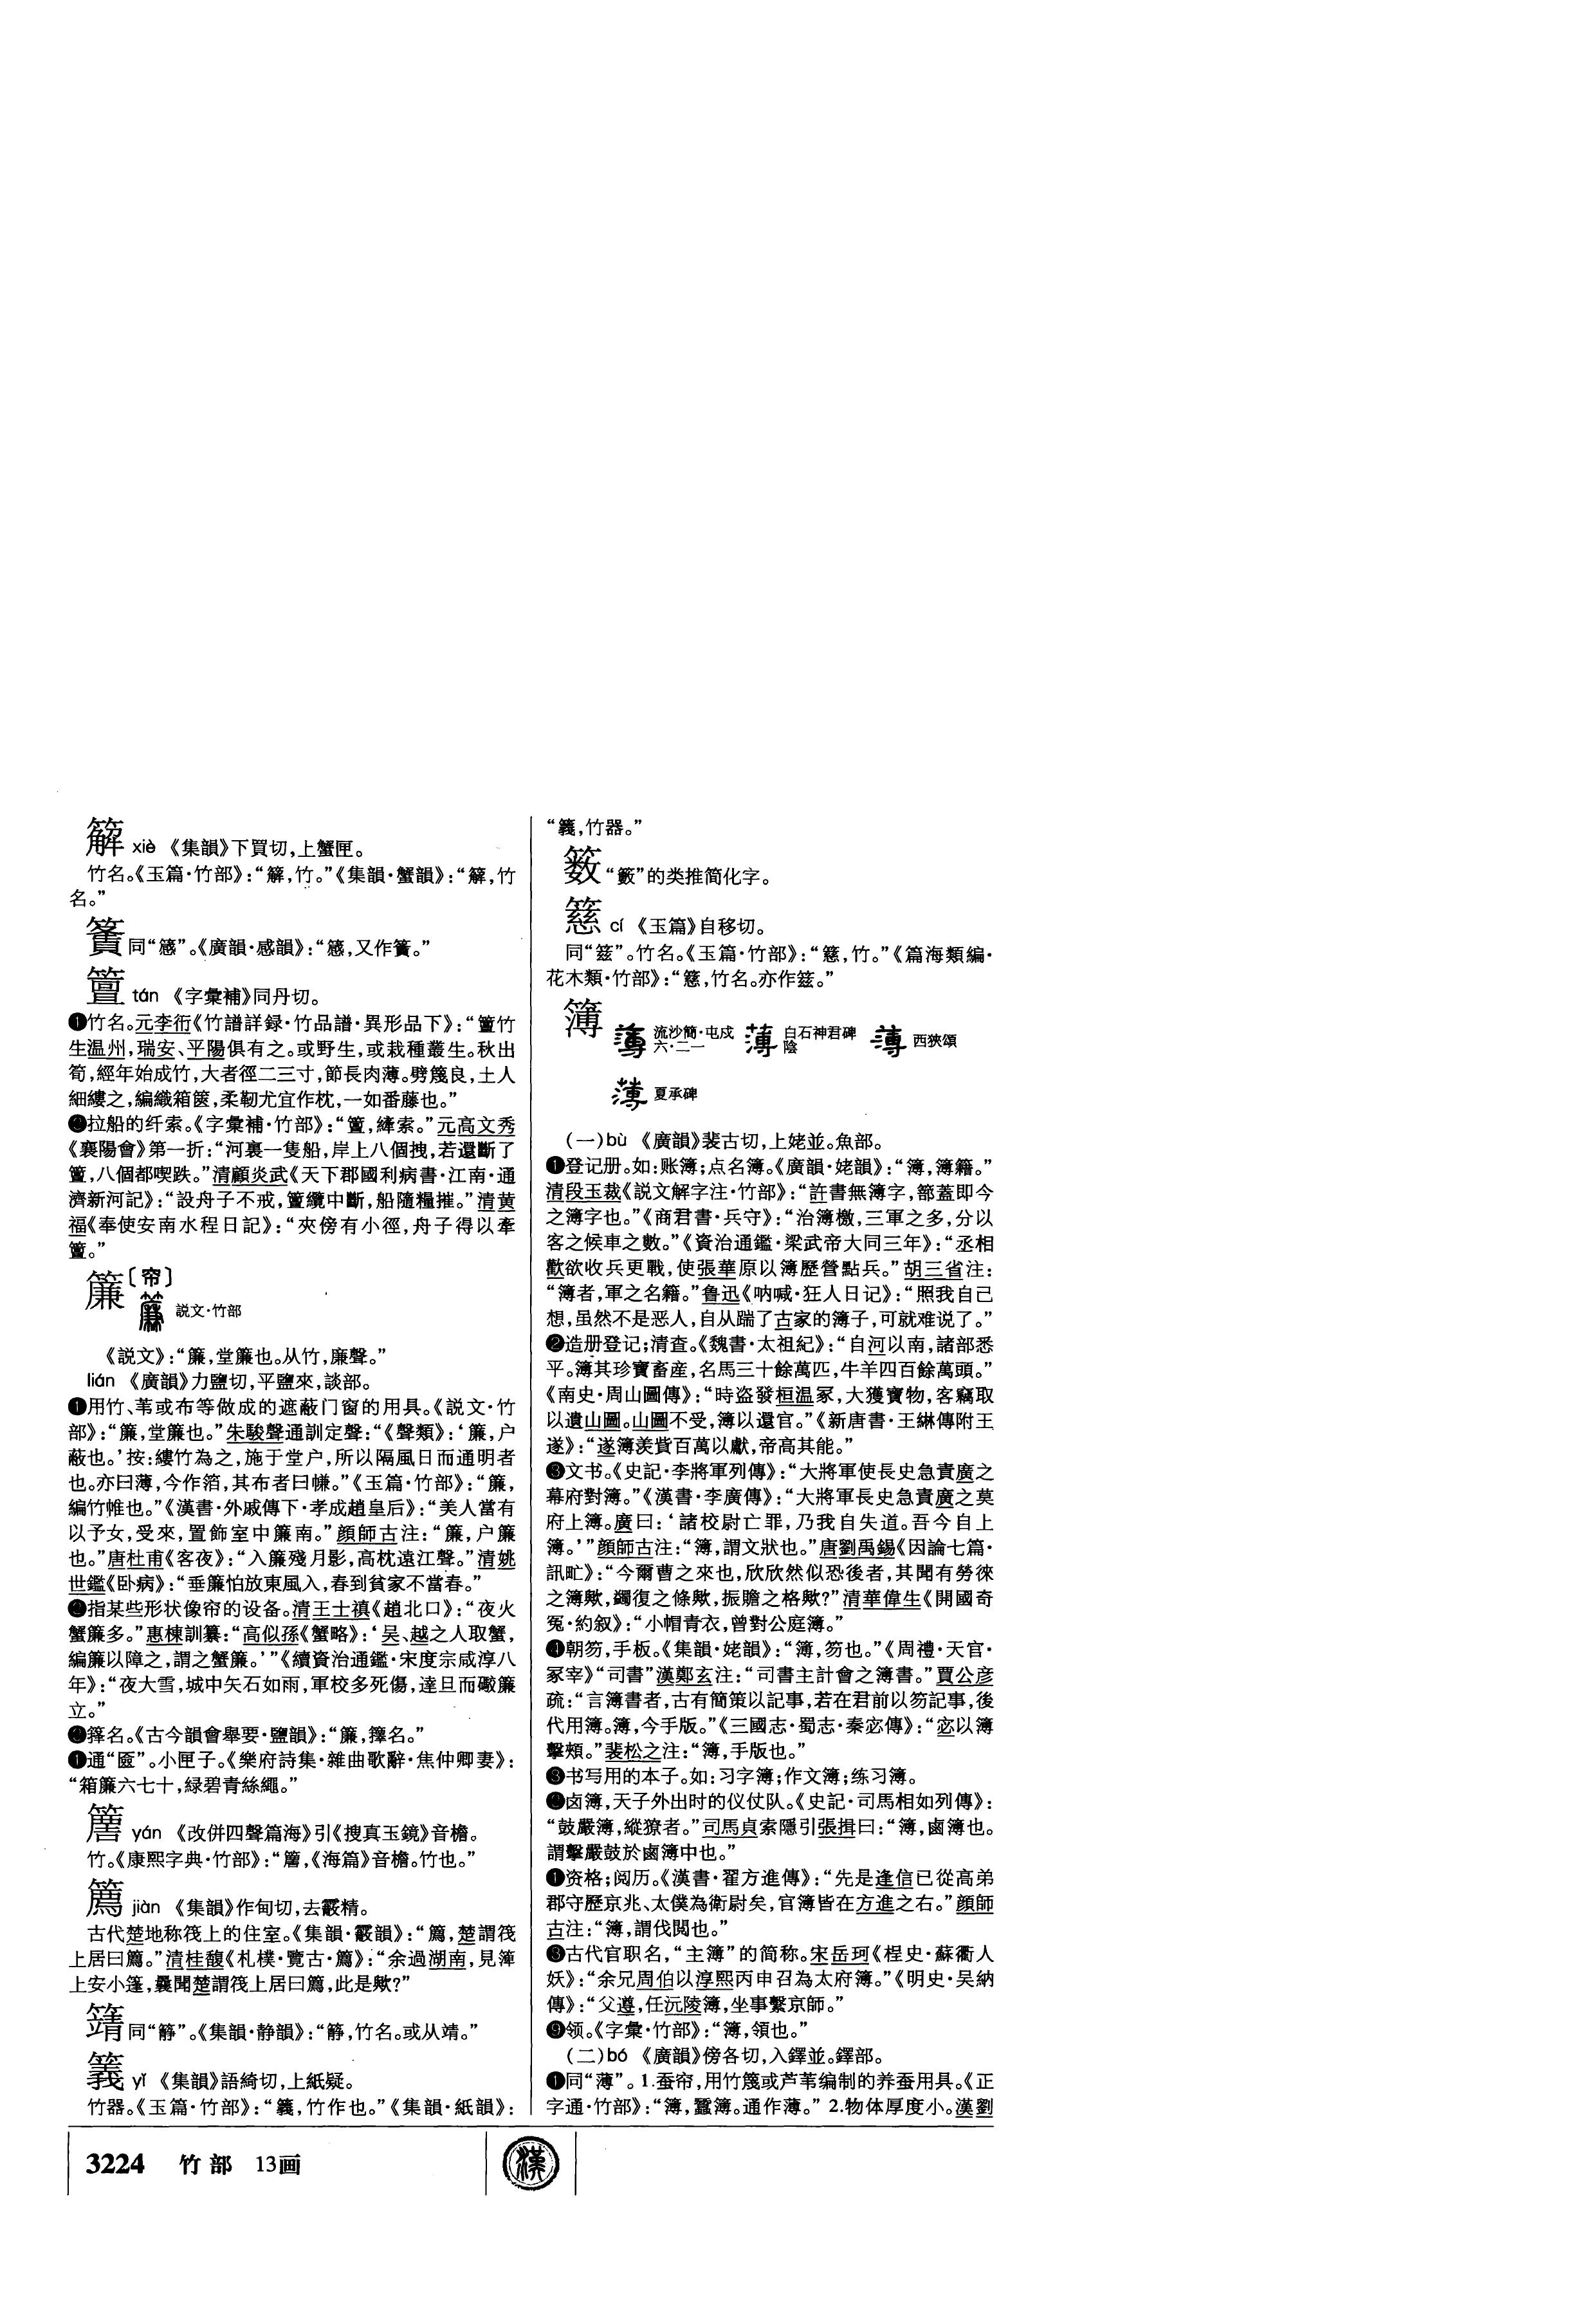 䉏 xiè 《集韻》下買切,上蟹匣。
竹名。《玉篇·竹部》:“䉏,竹。”《集韻·蟹韻》:“䉏,竹
名。”
同“䉞”。《廣韻·感韻》:
tán 《字彙補》同丹切。
❶竹名。元李衎《竹譜詳録·竹品譜·異形品下》:“簹竹
生温州,瑞安、平陽俱有之。或野生,或栽種叢生。秋出
筍,經年始成竹,大者徑二三寸,節長肉薄。劈篾良,土人
細縷之,編織箱篋,柔韌尤宜作枕,一如番藤也。”
❷拉船的纤索。《字彙補·竹部》: 元高文秀
《襄陽會》第一折:“河裏一隻船,岸上八個拽,若還斷了
八個都喫跌。”清顧炎武《天下郡國利病書·江南·通
濟新河記》:“設舟子不戒, 纜中斷,船隨糧摧。”清黄
福《奉使安南水程日記》:“夾傍有小徑,舟子得以牽
簾〔帘〕
説文·竹部
《説文》:“簾,堂簾也。从竹,廉聲。”
lián 《廣韻》力鹽切,平鹽來,談部。
❶用竹、苇或布等做成的遮蔽门窗的用具。《説文·竹
部》:“簾,堂簾也。”朱駿聲通訓定聲:“《聲類》:‘簾,户
蔽也。’按:縷竹為之,施于堂户,所以隔風日而通明者
也。亦曰薄,今作箔,其布者曰㡘。”《玉篇·竹部》:“簾,
編竹帷也。”《漢書·外戚傳下·孝成趙皇后》:“美人當有
以予女,受來,置飾室中簾南。”顔師古注:“簾,户簾
也。”唐杜甫《客夜》:“入簾殘月影,高枕遠江聲。”清姚
世鑑《卧病》:“垂簾怕放東風入,春到貧家不當春。”
❷指某些形状像帘的设备。清王士禛《趙北口》:“夜火
蟹簾多。”惠棟訓纂:“高似孫《蟹略》:‘吴、越之人取蟹,
編簾以障之,謂之蟹簾。’”《續資治通鑑·宋度宗咸淳八
年》:“夜大雪,城中矢石如雨,軍校多死傷,達旦而礮簾
立。”
籜名。《古今韻會舉要·鹽韻》:“簾,籜名。”
通“匳”。小匣子。《樂府詩集·雜曲歌辭·焦仲卿妻》:
“箱簾六七十,緑碧青絲繩。”
yán 《改併四聲篇海》引《搜真玉鏡》音檐。
竹。《康熙字典·竹部》: 《海篇》音檐。竹也。”
jiàn 《集韻》作甸切,去霰精。
古代楚地称筏上的住室。《集韻·霰韻》: 楚謂筏
上居曰 清桂馥《札樸·覽古· 》:“余過湖南,見箄
上安小篷,曩聞楚謂筏上居曰 此是歟?”
同“竫”。《集韻·静韻》: 竹名。或从靖。”
yǐ 《集韻》語綺切,上紙疑。
竹器。《玉篇·竹部》:“䉝,竹作也。”《集韻·紙韻》:
“䉝,竹器。”
“籔”的类推简化字。
cí 《玉篇》自移切。
同“䈘”。竹名。《玉篇·竹部》: 竹。”《篇海類編·
花木類·竹部》: 竹名。亦作
簿 流沙簡·屯戍六·二一 白石神君碑陰 西狹頌
夏承碑
(一)bù 《廣韻》裴古切,上姥並。魚部。
❶登记册。如:账簿;点名簿。《廣韻·姥韻》:“簿,簿籍。”
清段玉裁《説文解字注·竹部》:“許書無簿字,䈏蓋即今
之簿字也。”《商君書·兵守》:“治簿檄,三軍之多,分以
客之候車之數。”《資治通鑑·梁武帝大同三年》:“丞相
歡欲收兵更戰,使張華原以簿歷營點兵。”胡三省注:
“簿者,軍之名籍。”鲁迅《呐喊·狂人日记》:“照我自己
想,虽然不是恶人,自从踹了古家的簿子,可就难说了。”
❷造册登记;清查。《魏書·太祖紀》:“自河以南,諸部悉
平。簿其珍寶畜産,名馬三十餘萬匹,牛羊四百餘萬頭。”
《南史·周山圖傳》:“時盗發桓温冢,大獲寶物,客竊取
以遺山圖。山圖不受,簿以還官。”《新唐書·王綝傳附王
遂》:“遂簿羡貲百萬以獻,帝高其能。”
❸文书。《史記·李將軍列傳》:“大將軍使長史急責廣之
幕府對簿。”《漢書·李廣傳》:“大將軍長史急責廣之莫
府上簿。廣曰:‘諸校尉亡罪,乃我自失道。吾今自上
簿。’”顔師古注:“簿,謂文狀也。”唐劉禹錫《因論七篇·
訊甿》:“今爾曹之來也,欣欣然似恐後者,其聞有勞徠
之簿歟,蠲復之條歟,振贍之格歟?”清華偉生《開國奇
冤·約叙》:“小帽青衣,曾對公庭簿。”
❹朝笏,手板。《集韻·姥韻》:“簿,笏也。”《周禮·天官·
冢宰》“司書”漢鄭玄注:“司書主計會之簿書。”賈公彦
疏:“言簿書者,古有簡策以記事,若在君前以笏記事,後
代用簿。簿,今手版。”《三國志·蜀志·秦宓傳》:“宓以簿
擊頰。”裴松之注:“簿,手版也。”
书写用的本子。如:习字簿;作文簿;练习簿。
卤簿,天子外出时的仪仗队。《史記·司馬相如列傳》:
“鼓嚴簿,縱獠者。”司馬貞索隱引張揖曰:“簿,鹵簿也。
謂擊嚴鼓於鹵簿中也。”
资格;阅历。《漢書·翟方進傳》:“先是逢信已從高弟
郡守歷京兆、太僕為衛尉矣,官簿皆在方進之右。”顔師
古注:“簿,謂伐閲也。”
古代官职名,“主簿”的简称。宋岳珂《桯史·蘇衢人
妖》:“余兄周伯以淳熙丙申召為太府簿。”《明史·吴納
傳》:“父遵,任沅陵簿,坐事繫京師。”
❾领。《字彙·竹部》:“簿,領也。”
(二)bó 《廣韻》傍各切,入鐸並。鐸部。
❶同“薄”。1.蚕帘,用竹篾或芦苇编制的养蚕用具。《正
字通·竹部》:“簿,蠶簿。通作薄。” 2.物体厚度小。漢劉
3224 竹部 13画
漢